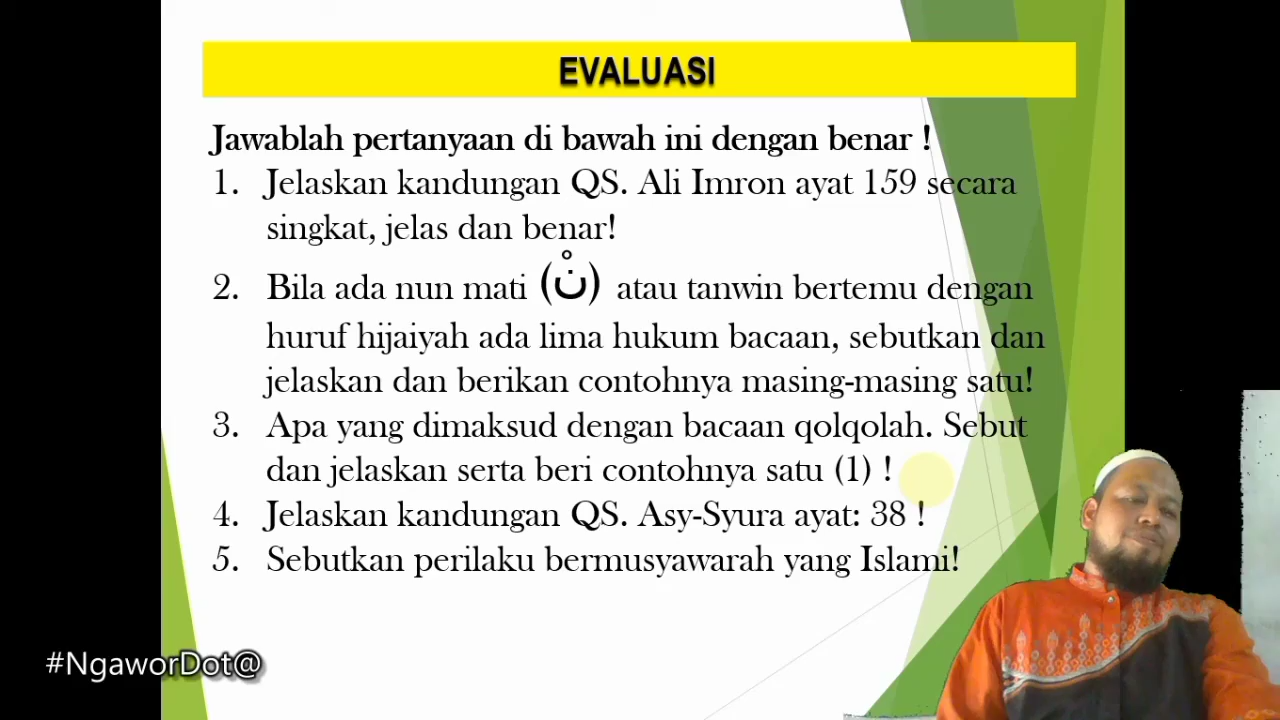 EVALUASI
Jawablah pertanyaan di bawah ini dengan benar !
1. Jelaskan kandungan QS. Ali Imron ayat 159 secara
singkat, jelas dan benar!
2. Bila ada nun mati (نْ) atau tanwin bertemu dengan
huruf hijaiyah ada lima hukum bacaan, sebutkan dan
jelaskan dan berikan contohnya masing-masing satu!
3. Apa yang dimaksud dengan bacaan qolqolah. Sebut
dan jelaskan serta beri contohnya satu (1) !
4. Jelaskan kandungan QS. Asy-Syura ayat: 38 !
5. Sebutkan perilaku bermusyawarah yang Islami!
#NgaworDot@